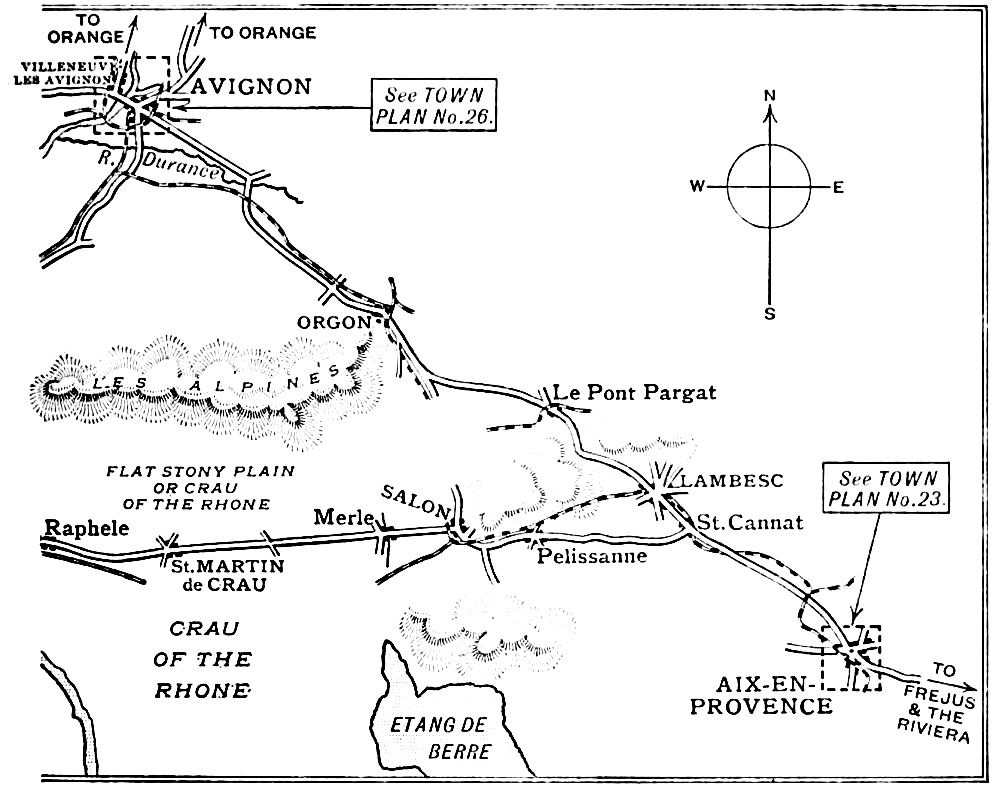 TO
ORANGE
TO ORANGE
VILLENEUVE
LES AVIGNON
AVIGNON
See TOWN
PLAN No.26.
R. Durance
N
W
E
S
ORGON
LES ALPINES
Le Pont Pargat
FLAT STONY PLAIN
OR CRAU
OF THE RHONE
LAMBESC
See TOWN
PLAN No.23.
SALON
Raphele
Merle
St. Cannat
St. MARTIN
de CRAU
Pelissanne
CRAU
OF THE
RHONE
AIX-EN-
PROVENCE
TO
FREJUS
& THE
RIVIERA
ETANG DE
BERRE